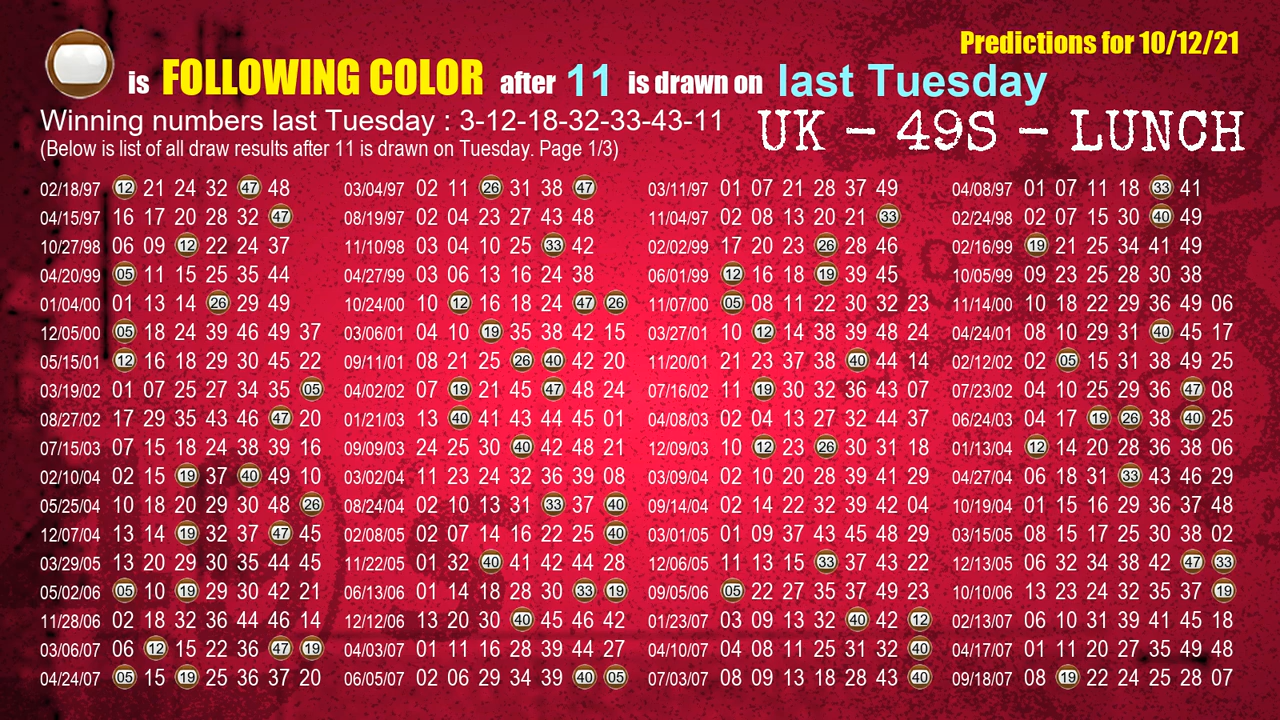 Predictions for 10/12/21
is FOLLOWING COLOR after 11 is drawn on last Tuesday
Winning numbers last Tuesday : 3-12-18-32-33-43-11
UK - 49S - LUNCH
(Below is list of all draw results after 11 is drawn on Tuesday. Page 1/3)
02/18/97 12 21 24 32 47 48 03/04/97 02 11 26 31 38 47 03/11/97 01 07 21 28 37 49 04/08/97 01 07 11 18 33 41
04/15/97 16 17 20 28 32 47 08/19/97 02 04 23 27 43 48 11/04/97 02 08 13 20 21 33 02/24/98 02 07 15 30 40 49
10/27/98 06 09 12 22 24 37 11/10/98 03 04 10 25 33 42 02/02/99 17 20 23 26 28 46 02/16/99 19 21 25 34 41 49
04/20/99 05 11 15 25 35 44 04/27/99 03 06 13 16 24 38 06/01/99 12 16 18 19 39 45 10/05/99 09 23 25 28 30 38
01/04/00 01 13 14 26 29 49 10/24/00 10 12 16 18 24 47 26 11/07/00 05 08 11 22 30 32 23 11/14/00 10 18 22 29 36 49 06
12/05/00 05 18 24 39 46 49 37 03/06/01 04 10 19 35 38 42 15 03/27/01 10 12 14 38 39 48 24 04/24/01 08 10 29 31 40 45 17
05/15/01 12 16 18 29 30 45 22 09/11/01 08 21 25 26 40 42 20 11/20/01 21 23 37 38 40 44 14 02/12/02 02 05 15 31 38 49 25
03/19/02 01 07 25 27 34 35 05 04/02/02 07 19 21 45 47 48 24 07/16/02 11 19 30 32 36 43 07 07/23/02 04 10 25 29 36 47 08
08/27/02 17 29 35 43 46 47 20 01/21/03 13 40 41 43 44 45 01 04/08/03 02 04 13 27 32 44 37 06/24/03 04 17 19 26 38 40 25
07/15/03 07 15 18 24 38 39 16 09/09/03 24 25 30 40 42 48 21 12/09/03 10 12 23 26 30 31 18 01/13/04 12 14 20 28 36 38 06
02/10/04 02 15 19 37 40 49 10 03/02/04 11 23 24 32 36 39 08 03/09/04 02 10 20 28 39 41 29 04/27/04 06 18 31 33 43 46 29
05/25/04 10 18 20 29 30 48 26 08/24/04 02 10 13 31 33 37 40 09/14/04 02 14 22 32 39 42 04 10/19/04 01 15 16 29 36 37 48
12/07/04 13 14 19 32 37 47 45 02/08/05 02 07 14 16 22 25 40 03/01/05 01 09 37 43 45 48 29 03/15/05 08 15 17 25 30 38 02
03/29/05 13 20 29 30 35 44 45 11/22/05 01 32 40 41 42 44 28 12/06/05 11 13 15 33 37 43 22 12/13/05 06 32 34 38 42 47 33
05/02/06 05 10 19 29 30 42 21 06/13/06 01 14 18 28 30 33 19 09/05/06 05 22 27 35 37 49 23 10/10/06 13 23 24 32 35 37 19
11/28/06 02 18 32 36 44 46 14 12/12/06 13 20 30 40 45 46 42 01/23/07 03 09 13 32 40 42 12 02/13/07 06 10 31 39 41 45 18
03/06/07 06 12 15 22 36 47 19 04/03/07 01 11 16 28 39 44 27 04/10/07 04 11 25 31 32 33 40 04/17/07 01 11 27 35 36 49 48
04/24/07 05 15 19 25 36 37 20 06/05/07 02 06 29 34 39 40 05 07/03/07 08 09 13 18 28 43 40 09/18/07 08 19 22 24 25 28 07